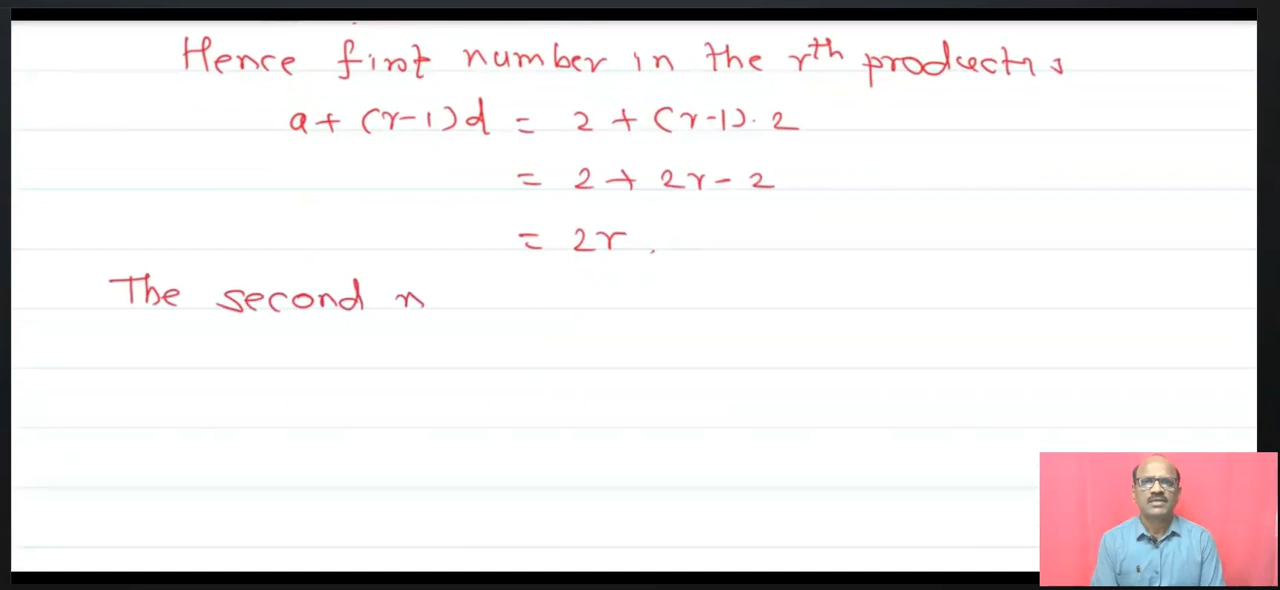 Hence first number in the rth product is
a + (r-1)d = 2 + (r-1). 2
= 2 + 2r - 2
= 2r .
The second n